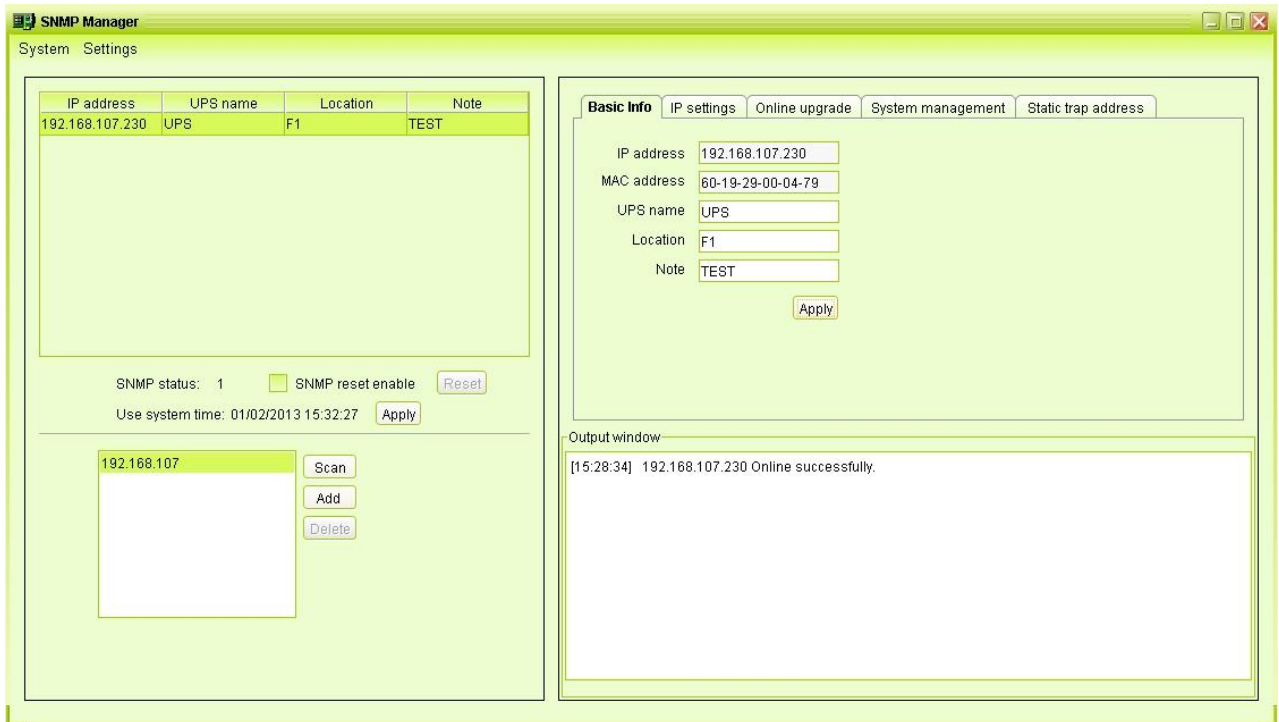 SNMP Manager
System Settings
IP address UPS name Location Note
192.168.107.230 UPS F1 TEST
SNMP status: 1 SNMP reset enable Reset
Use system time: 01/02/2013 15:32:27 Apply
192.168.107
Scan
Add
Delete
Basic Info IP settings Online upgrade System management Static trap address
IP address 192.168.107.230
MAC address 60-19-29-00-04-79
UPS name UPS
Location F1
Note TEST
Apply
Output window
[15:28:34] 192.168.107.230 Online successfully.